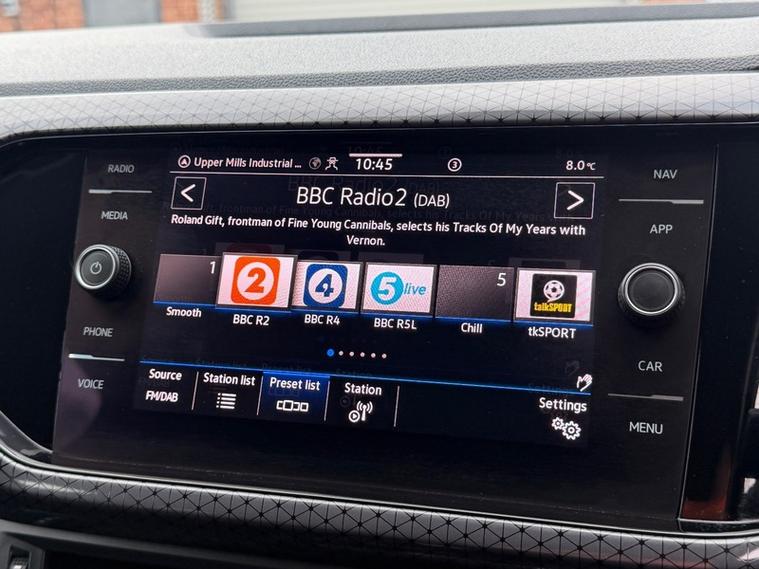 RADIO
MEDIA
PHONE
VOICE
Upper Mills Industrial ... 10:45 3 8.0°C
< BBC Radio2 (DAB) >
Roland Gift, frontman of Fine Young Cannibals, selects his Tracks Of My Years with
Vernon.
1 2 4 5 live 5 talkSPORT
Smooth BBC R2 BBC R4 BBC R5L Chill tkSPORT
Source Station list Preset list Station Settings
FM/DAB
NAV
APP
CAR
MENU